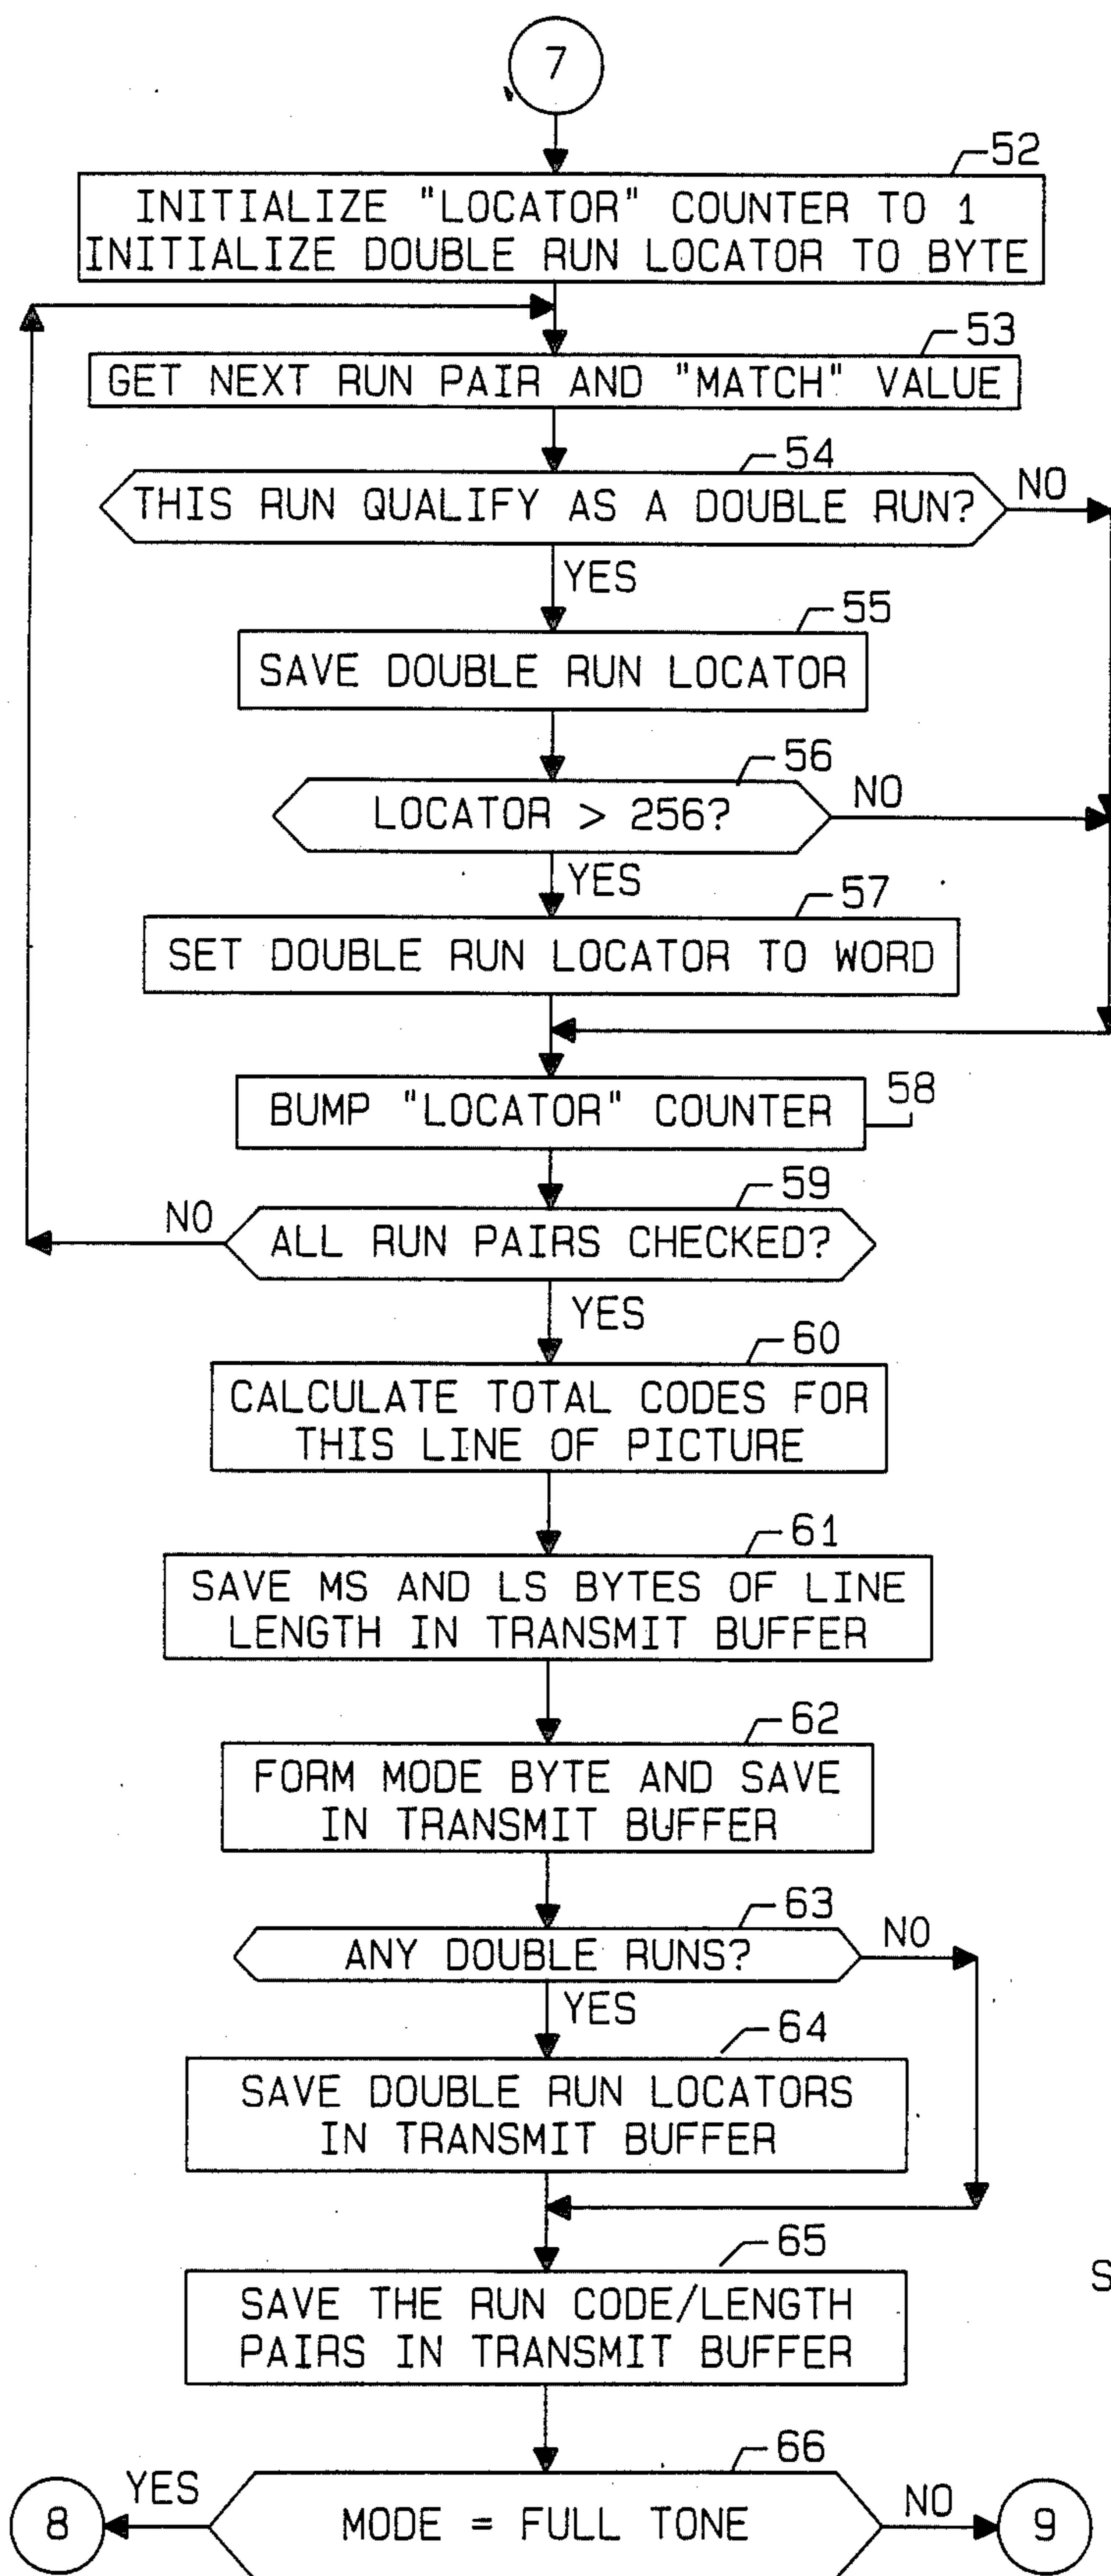 7
52
INITIALIZE "LOCATOR" COUNTER TO 1
INITIALIZE DOUBLE RUN LOCATOR TO BYTE
53
GET NEXT RUN PAIR AND "MATCH" VALUE
54
THIS RUN QUALIFY AS A DOUBLE RUN?
NO
YES
55
SAVE DOUBLE RUN LOCATOR
56
LOCATOR > 256?
NO
YES
57
SET DOUBLE RUN LOCATOR TO WORD
58
BUMP "LOCATOR" COUNTER
59
NO
ALL RUN PAIRS CHECKED?
YES
60
CALCULATE TOTAL CODES FOR
THIS LINE OF PICTURE
61
SAVE MS AND LS BYTES OF LINE
LENGTH IN TRANSMIT BUFFER
62
FORM MODE BYTE AND SAVE
IN TRANSMIT BUFFER
63
ANY DOUBLE RUNS?
NO
YES
64
SAVE DOUBLE RUN LOCATORS
IN TRANSMIT BUFFER
65
S
SAVE THE RUN CODE/LENGTH
PAIRS IN TRANSMIT BUFFER
66
YES
NO
8
MODE = FULL TONE
9